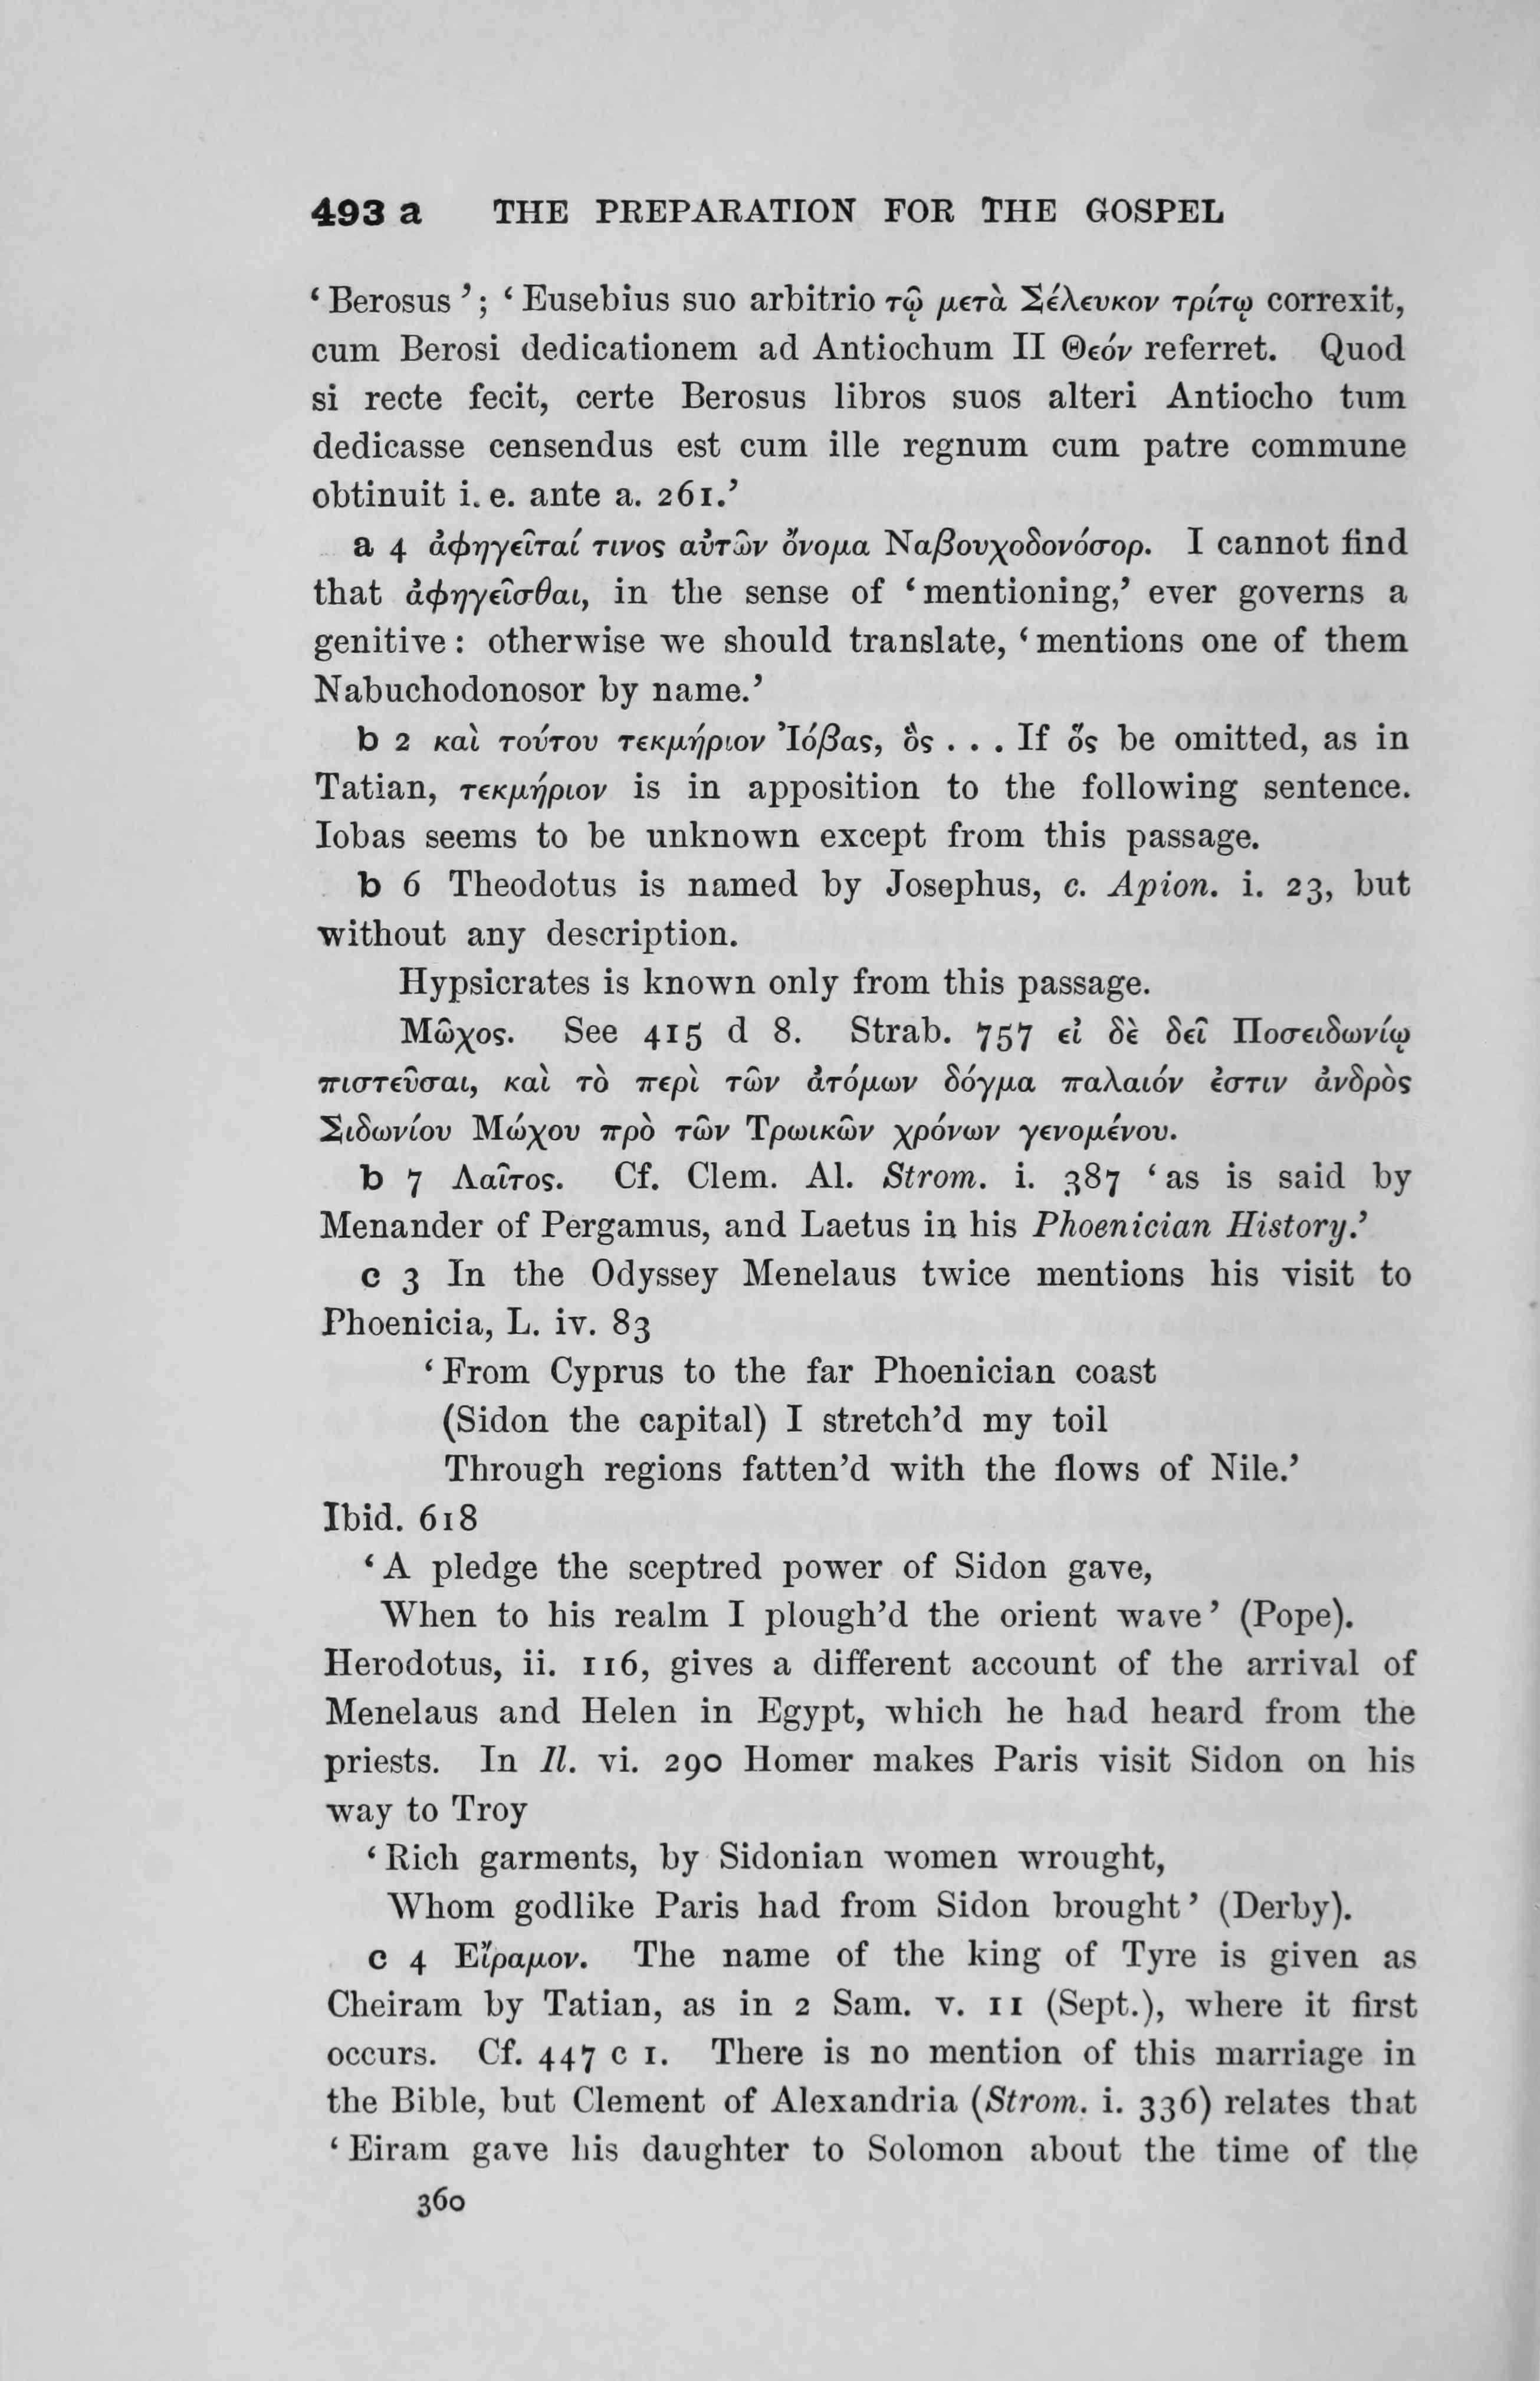 493 a THE PREPARATION FOR THE GOSPEL
‘ Berosus ’; ‘ Eusebius suo arbitrio τῷ μετὰ Σέλευκον τρίτῳ correxit,
cum Berosi dedicationem ad Antiochum II Θεόν referret. Quod
si recte fecit, certe Berosus libros suos alteri Antiocho tum
dedicasse censendus est cum ille regnum cum patre commune
obtinuit i. e. ante a. 261.’
a 4 ἀφηγεῖταί τινος αὐτῶν ὄνομα Ναβουχοδονόσορ. I cannot find
that ἀφηγεῖσθαι, in the sense of ‘ mentioning,’ ever governs a
genitive : otherwise we should translate, ‘ mentions one of them
Nabuchodonosor by name.’
b 2 καὶ τούτου τεκμήριον Ἰόβας, ὃς . . . If ὅς be omitted, as in
Tatian, τεκμήριον is in apposition to the following sentence.
Iobas seems to be unknown except from this passage.
b 6 Theodotus is named by Josephus, c. Apion. i. 23, but
without any description.
Hypsicrates is known only from this passage.
Μῶχος. See 415 d 8. Strab. 757 εἰ δὲ δεῖ Ποσειδωνίῳ
πιστεῦσαι, καὶ τὸ περὶ τῶν ἀτόμων δόγμα παλαιόν ἐστιν ἀνδρὸς
Σιδωνίου Μώχου πρὸ τῶν Τρωικῶν χρόνων γενομένου.
b 7 Λαῖτος. Cf. Clem. Al. Strom. i. 387 ‘ as is said by
Menander of Pergamus, and Laetus in his Phoenician History.’
c 3 In the Odyssey Menelaus twice mentions his visit to
Phoenicia, L. iv. 83
‘ From Cyprus to the far Phoenician coast
(Sidon the capital) I stretch’d my toil
Through regions fatten’d with the flows of Nile.’
Ibid. 618
‘ A pledge the sceptred power of Sidon gave,
When to his realm I plough’d the orient wave ’ (Pope).
Herodotus, ii. 116, gives a different account of the arrival of
Menelaus and Helen in Egypt, which he had heard from the
priests. In Il. vi. 290 Homer makes Paris visit Sidon on his
way to Troy
‘ Rich garments, by Sidonian women wrought,
Whom godlike Paris had from Sidon brought ’ (Derby).
c 4 Εἴραμον. The name of the king of Tyre is given as
Cheiram by Tatian, as in 2 Sam. v. 11 (Sept.), where it first
occurs. Cf. 447 c 1. There is no mention of this marriage in
the Bible, but Clement of Alexandria (Strom. i. 336) relates that
‘ Eiram gave his daughter to Solomon about the time of the
360